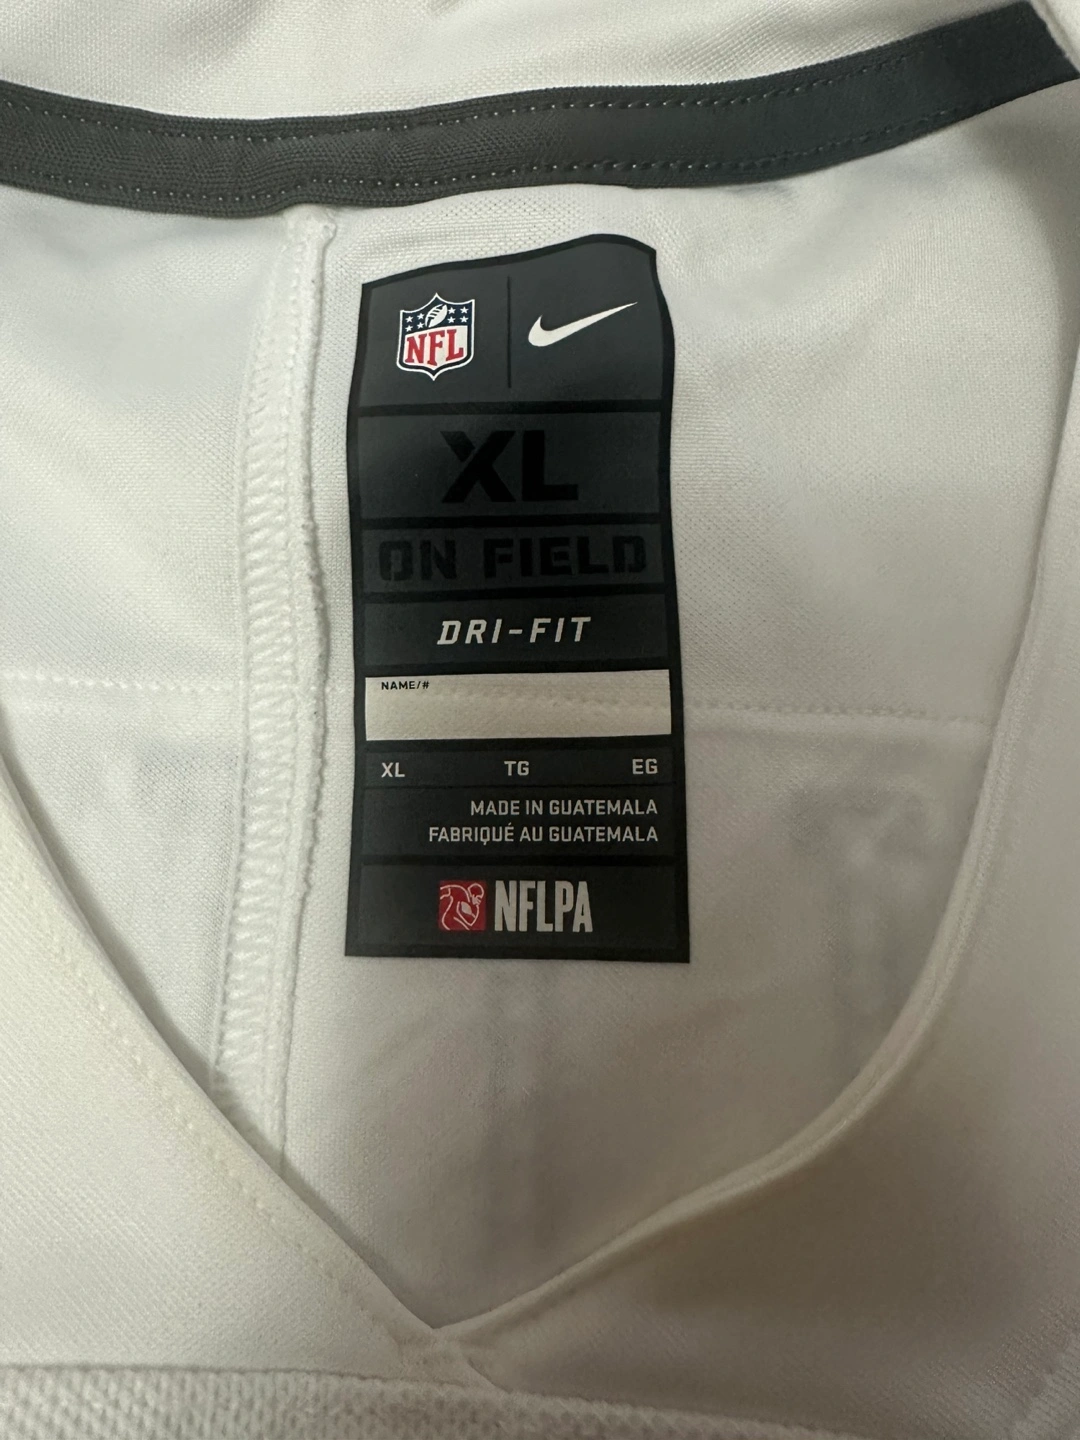 NFL
XL
ON FIELD
DRI-FIT
NAME/#
XL TG EG
MADE IN GUATEMALA
FABRIQUÉ AU GUATEMALA
NFLPA